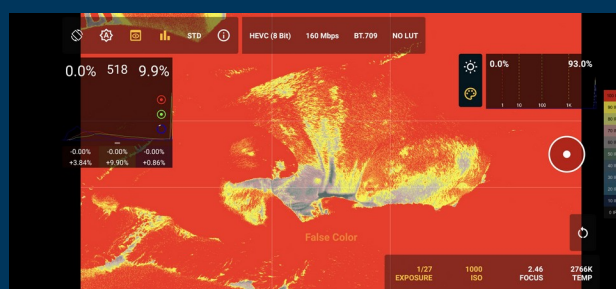 STD
HEVC (8 Bit) 160 Mbps BT.709 NO LUT
0.0% 518 9.9%
0.0% 93.0%
1 10 100 1K
-0.00% -0.00% -0.00%
+3.84% +9.90% +0.86%
False Color
1/27 1000 2.46 2766K
EXPOSURE ISO FOCUS TEMP